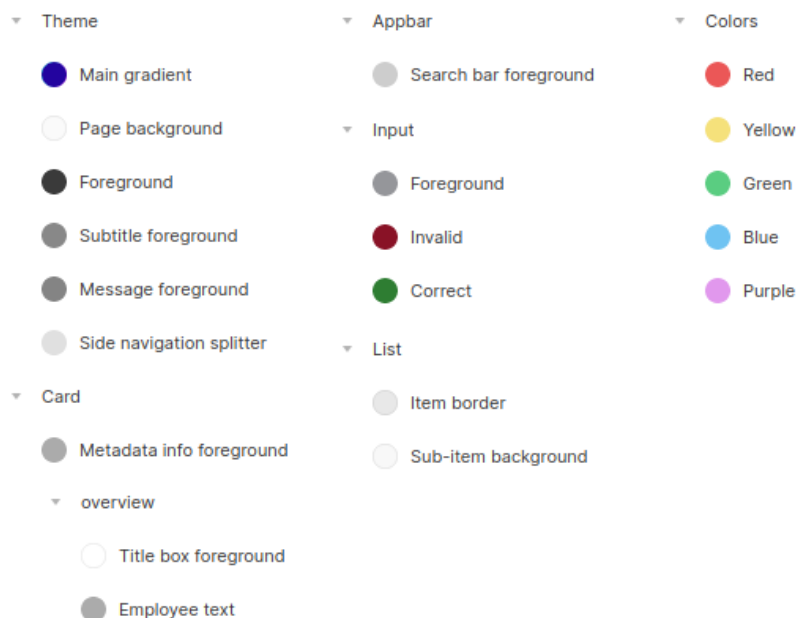 Theme
Main gradient
Page background
Foreground
Subtitle foreground
Message foreground
Side navigation splitter
Card
Metadata info foreground
overview
Title box foreground
Employee text
Appbar
Search bar foreground
Input
Foreground
Invalid
Correct
List
Item border
Sub-item background
Colors
Red
Yellow
Green
Blue
Purple